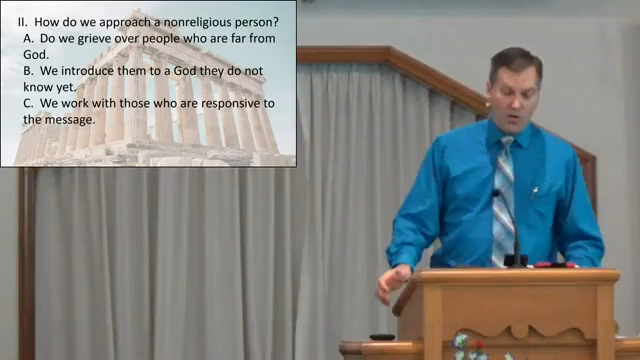 II. How do we approach a nonreligious person?
A. Do we grieve over people who are far from
God.
B. We introduce them to a God they do not
know yet.
C. We work with those who are responsive to
the message.